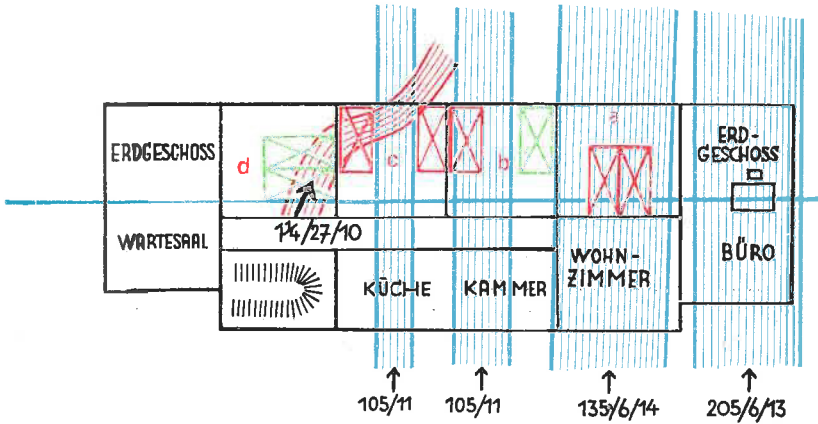 a
ERD-
GESCHOSS
ERDGESCHOSS
d
c
b
174/27/10
WARTESAAL
BÜRO
WOHN-
ZIMMER
KÜCHE
KAMMER
105/11
105/11
135/6/14
205/6/13